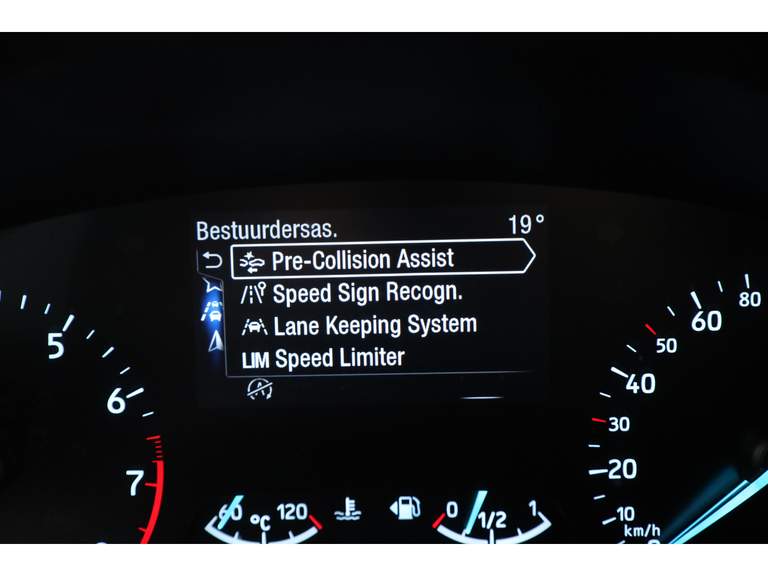 Bestuurdersas. 19°
Pre-Collision Assist
Speed Sign Recogn.
Lane Keeping System
LIM Speed Limiter
5
6
7
60 °C 120
0 1/2 1
80
60
50
40
30
20
10
km/h